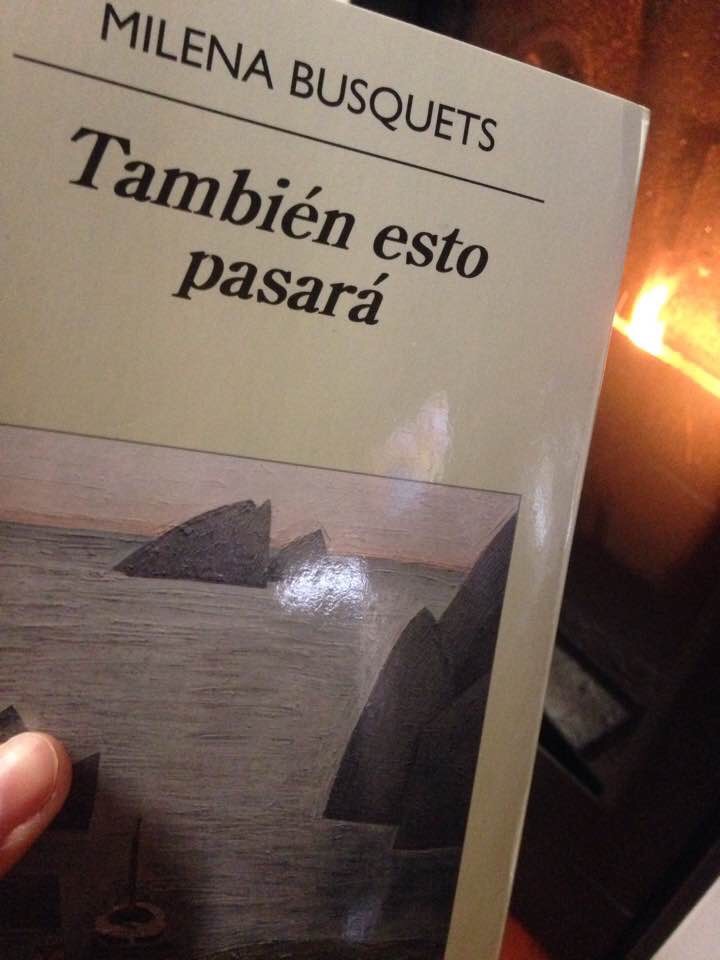 MILENA BUSQUETS
También esto
pasará